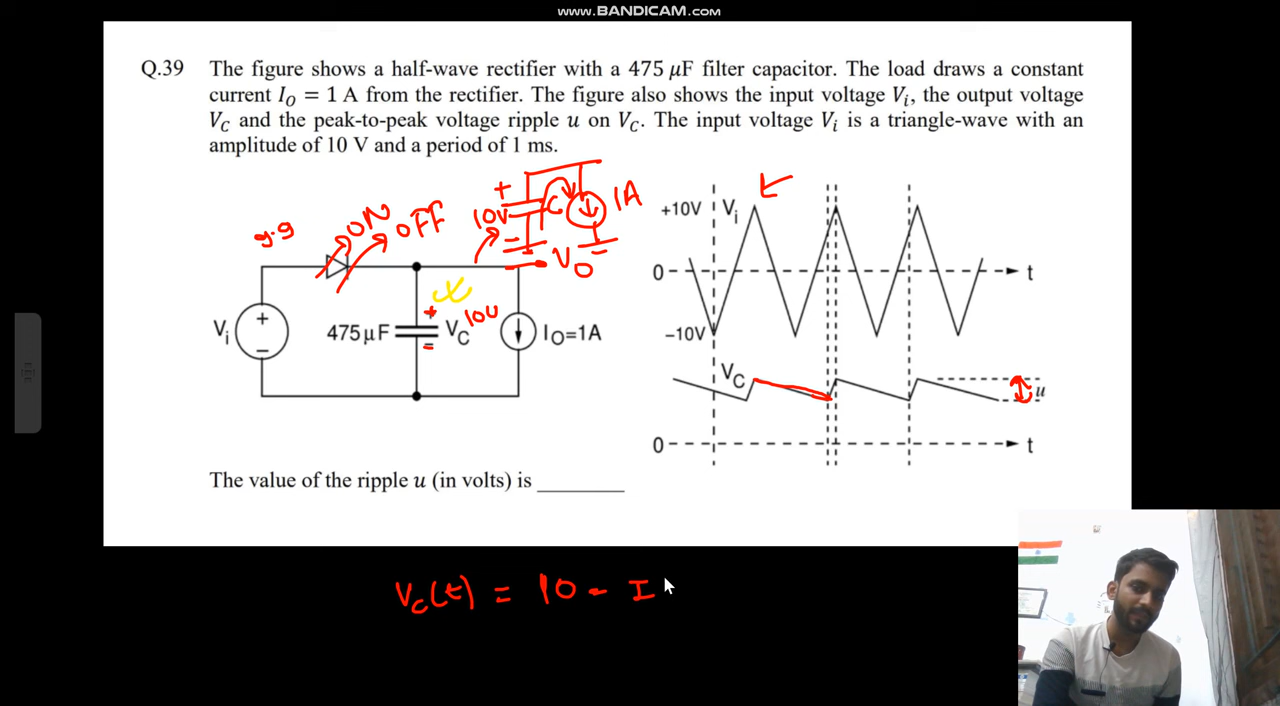 www.BANDICAM.com
Q.39 The figure shows a half-wave rectifier with a 475 μF filter capacitor. The load draws a constant
current I_O = 1 A from the rectifier. The figure also shows the input voltage V_i, the output voltage
V_C and the peak-to-peak voltage ripple u on V_C. The input voltage V_i is a triangle-wave with an
amplitude of 10 V and a period of 1 ms.
+ 10V - C 1A
ON OFF
V_O
V_i + −
475 μF
+ -
V_C 10V
I_O=1A
+10V V_i
0 t
−10V
V_C
u
0 t
The value of the ripple u (in volts) is ________
V_c(t) = 10 - I